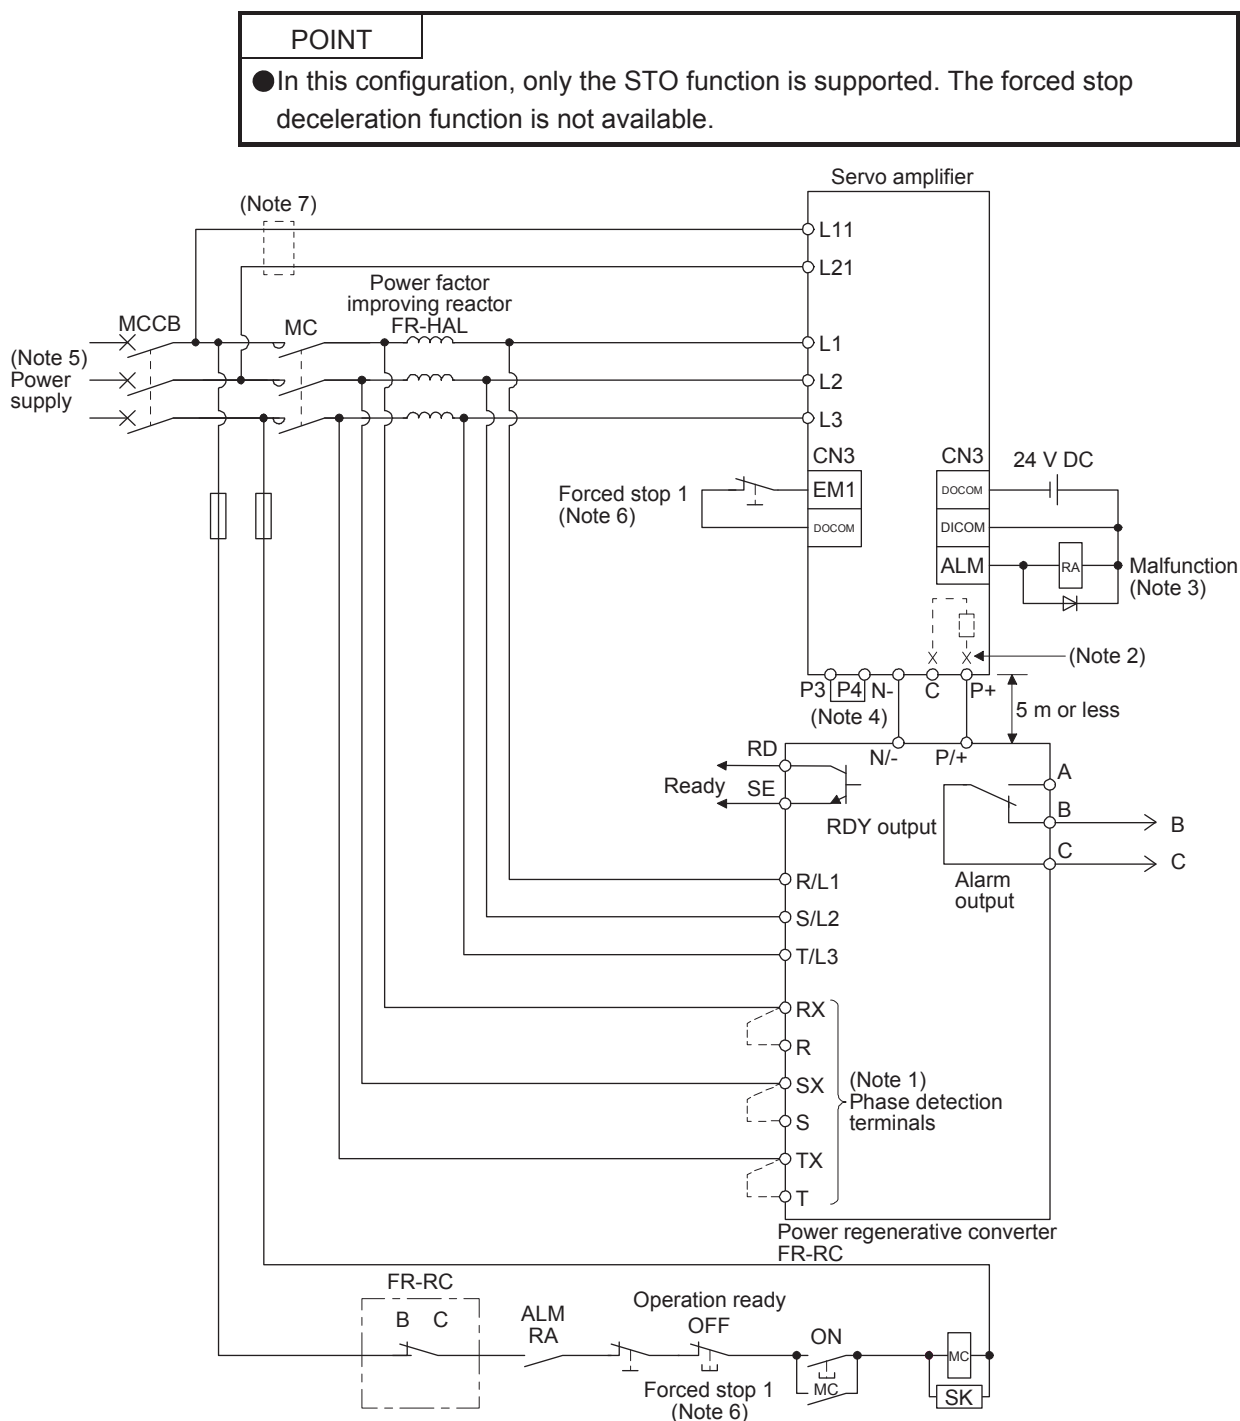 POINT
●In this configuration, only the STO function is supported. The forced stop
deceleration function is not available.
Servo amplifier
(Note 7)
L11
L21
Power factor
improving reactor
FR-HAL
MCCB
MC
(Note 5)
Power
supply
L1
L2
L3
CN3
CN3
24 V DC
Forced stop 1
(Note 6)
EM1
DOCOM
DOCOM
DICOM
ALM
RA
Malfunction
(Note 3)
(Note 2)
P3
P4
N-
C
P+
(Note 4)
5 m or less
RD
N/-
P/+
A
Ready
SE
B
B
RDY output
C
C
Alarm
output
R/L1
S/L2
T/L3
RX
R
SX
S
TX
T
(Note 1)
Phase detection
terminals
Power regenerative converter
FR-RC
FR-RC
B C
ALM
RA
Operation ready
OFF
ON
MC
MC
SK
Forced stop 1
(Note 6)